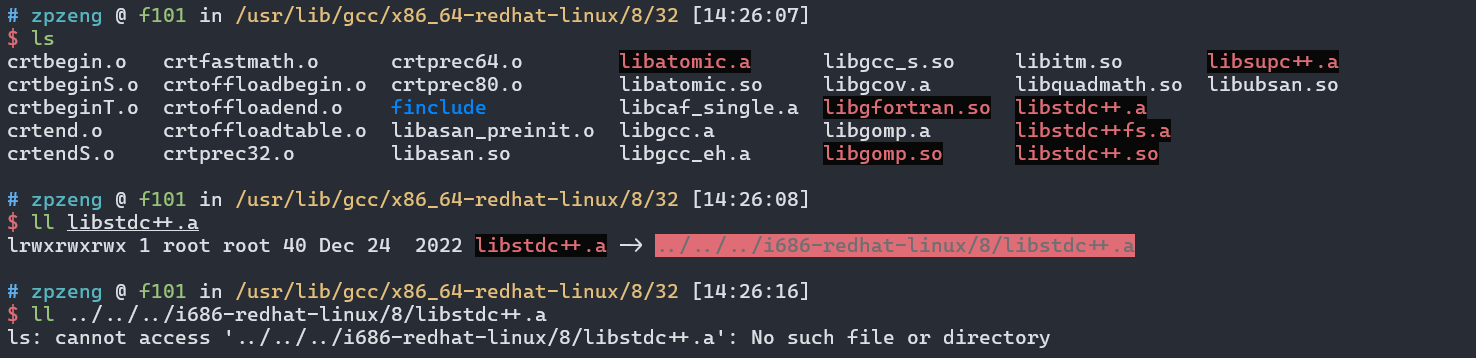 # zpzeng @ f101 in /usr/lib/gcc/x86_64-redhat-linux/8/32 [14:26:07]
$ ls
crtbegin.o crtfastmath.o crtprec64.o libatomic.a libgcc_s.so libitm.so libsupc++.a
crtbeginS.o crtoffloadbegin.o crtprec80.o libatomic.so libgcov.a libquadmath.so libubsan.so
crtbeginT.o crtoffloadend.o finclude libcaf_single.a libgfortran.so libstdc++.a
crtend.o crtoffloadtable.o libasan_preinit.o libgcc.a libgomp.a libstdc++fs.a
crtendS.o crtprec32.o libasan.so libgcc_eh.a libgomp.so libstdc++.so
# zpzeng @ f101 in /usr/lib/gcc/x86_64-redhat-linux/8/32 [14:26:08]
$ ll libstdc++.a
lrwxrwxrwx 1 root root 40 Dec 24 2022 libstdc++.a -> ../../../i686-redhat-linux/8/libstdc++.a
# zpzeng @ f101 in /usr/lib/gcc/x86_64-redhat-linux/8/32 [14:26:16]
$ ll ../../../i686-redhat-linux/8/libstdc++.a
ls: cannot access '../../../i686-redhat-linux/8/libstdc++.a': No such file or directory